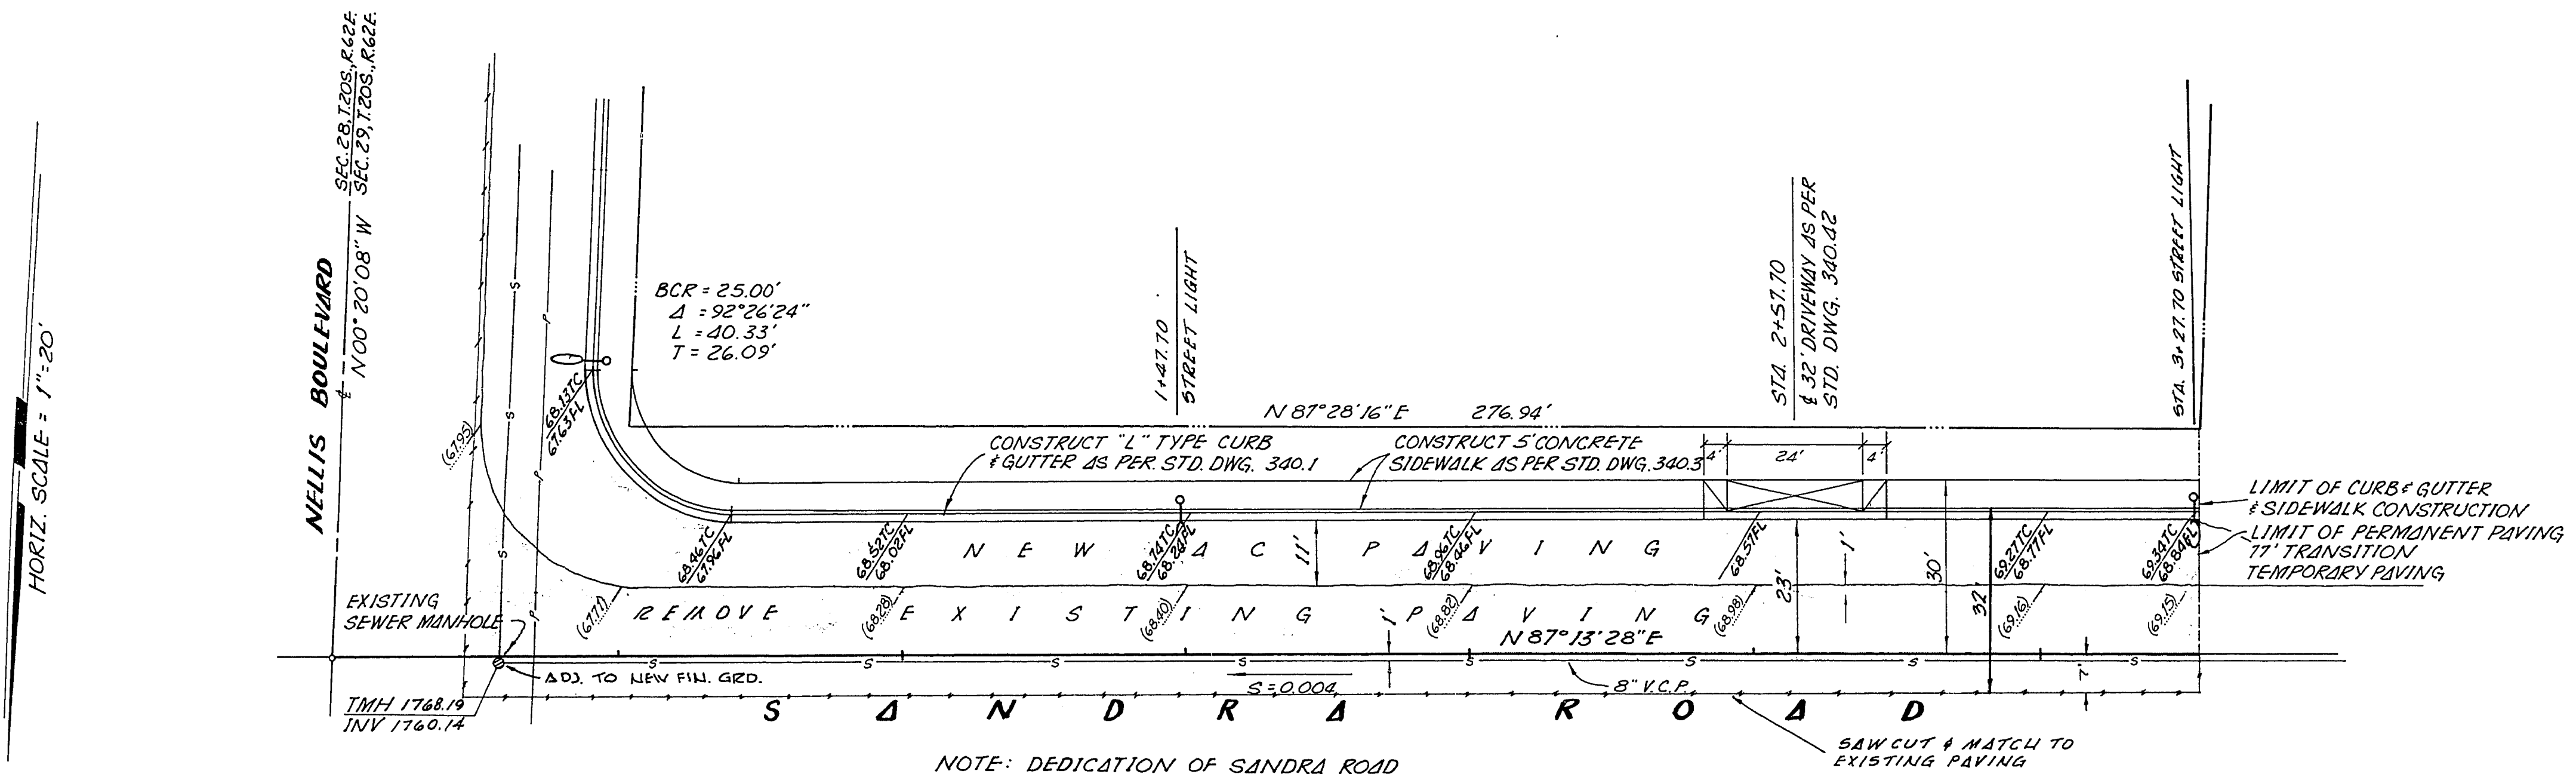 HORIZ. SCALE = 1"=20'
NELLIS BOULEVARD
SEC. 28, T.20S., R.62E.
SEC. 29, T.20S., R.62E.
℄ N00°20'08" W
BCR = 25.00'
Δ = 92°26'24"
L = 40.33'
T = 26.09'
1+47.70
STREET LIGHT
STA. 2+57.70
℄ 32' DRIVEWAY AS PER
STD. DWG. 340.42
STA. 3+27.70 STREET LIGHT
N 87°28'16" E 276.94'
CONSTRUCT "L" TYPE CURB
& GUTTER AS PER. STD. DWG. 340.1
CONSTRUCT 5' CONCRETE
SIDEWALK AS PER STD. DWG. 340.3
4' 24' 4'
LIMIT OF CURB & GUTTER
& SIDEWALK CONSTRUCTION
LIMIT OF PERMANENT PAVING
77' TRANSITION
TEMPORARY PAVING
68.13TC
67.63FL
(67.95)
68.46TC
67.96FL
68.52TC
68.02FL
68.74TC
68.24FL
68.96TC
68.46FL
68.57FL
69.27TC
68.77FL
69.34TC
68.84FL
NEW AC PAVING
11'
23'
1'
30'
32'
REMOVE EXISTING PAVING
(67.71)
(68.28)
(68.40)
(68.82)
(68.98)
(69.16)
(69.15)
N 87°13'28" E
EXISTING
SEWER MANHOLE
ADJ. TO NEW FIN. GRD.
TMH 1768.19
INV 1760.14
S S S S S S S S
S=0.004
8" V.C.P.
SANDRA ROAD
SAW CUT & MATCH TO
EXISTING PAVING
NOTE: DEDICATION OF SANDRA ROAD